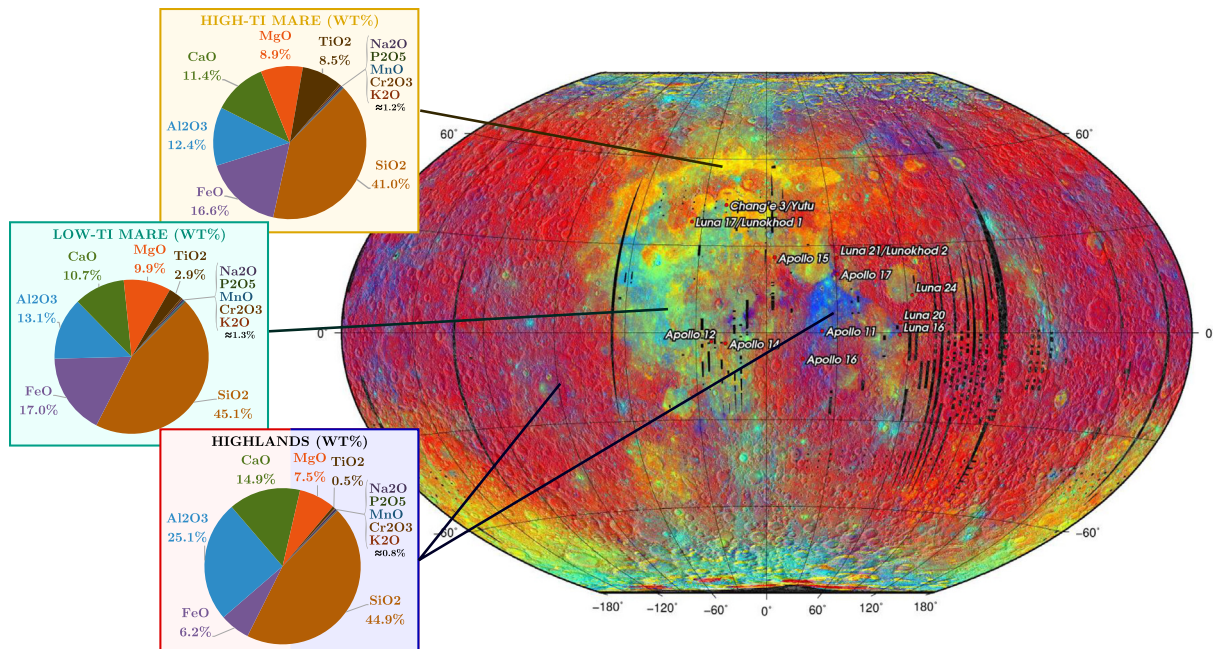 HIGH-TI MARE (WT%)
MgO
8.9%
TiO2
8.5%
CaO
11.4%
Na2O
P2O5
MnO
Cr2O3
K2O
≈1.2%
Al2O3
12.4%
SiO2
41.0%
FeO
16.6%
LOW-TI MARE (WT%)
MgO
9.9%
TiO2
2.9%
CaO
10.7%
Na2O
P2O5
MnO
Cr2O3
K2O
≈1.3%
Al2O3
13.1%
FeO
17.0%
SiO2
45.1%
HIGHLANDS (WT%)
CaO
14.9%
MgO
7.5%
TiO2
0.5%
Na2O
P2O5
MnO
Cr2O3
K2O
≈0.8%
Al2O3
25.1%
FeO
6.2%
SiO2
44.9%
60°
60°
Chang'e 3/Yutu
Luna 17/Lunokhod 1
Luna 21/Lunokhod 2
Apollo 15
Apollo 17
Luna 24
Luna 20
Luna 16
0
Apollo 12
Apollo 14
Apollo 11
0
Apollo 16
-60°
-60°
-180°
-120°
-60°
0°
60°
120°
180°